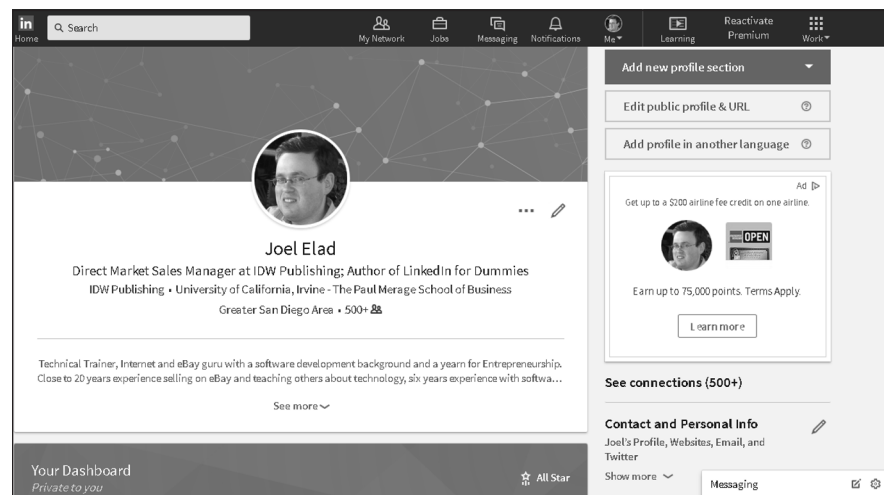 in
Home
Search
My Network
Jobs
Messaging
Notifications
Me
Learning
Reactivate
Premium
Work
Joel Elad
Direct Market Sales Manager at IDW Publishing; Author of LinkedIn for Dummies
IDW Publishing • University of California, Irvine - The Paul Merage School of Business
Greater San Diego Area • 500+
Technical Trainer, Internet and eBay guru with a software development background and a yearn for Entrepreneurship.
Close to 20 years experience selling on eBay and teaching others about technology, six years experience with softwa...
See more
Your Dashboard
Private to you
All Star
Add new profile section
Edit public profile & URL
Add profile in another language
Ad
Get up to a $200 airline fee credit on one airline.
OPEN
Earn up to 75,000 points. Terms Apply.
Learn more
See connections (500+)
Contact and Personal Info
Joel's Profile, Websites, Email, and
Twitter
Show more
Messaging